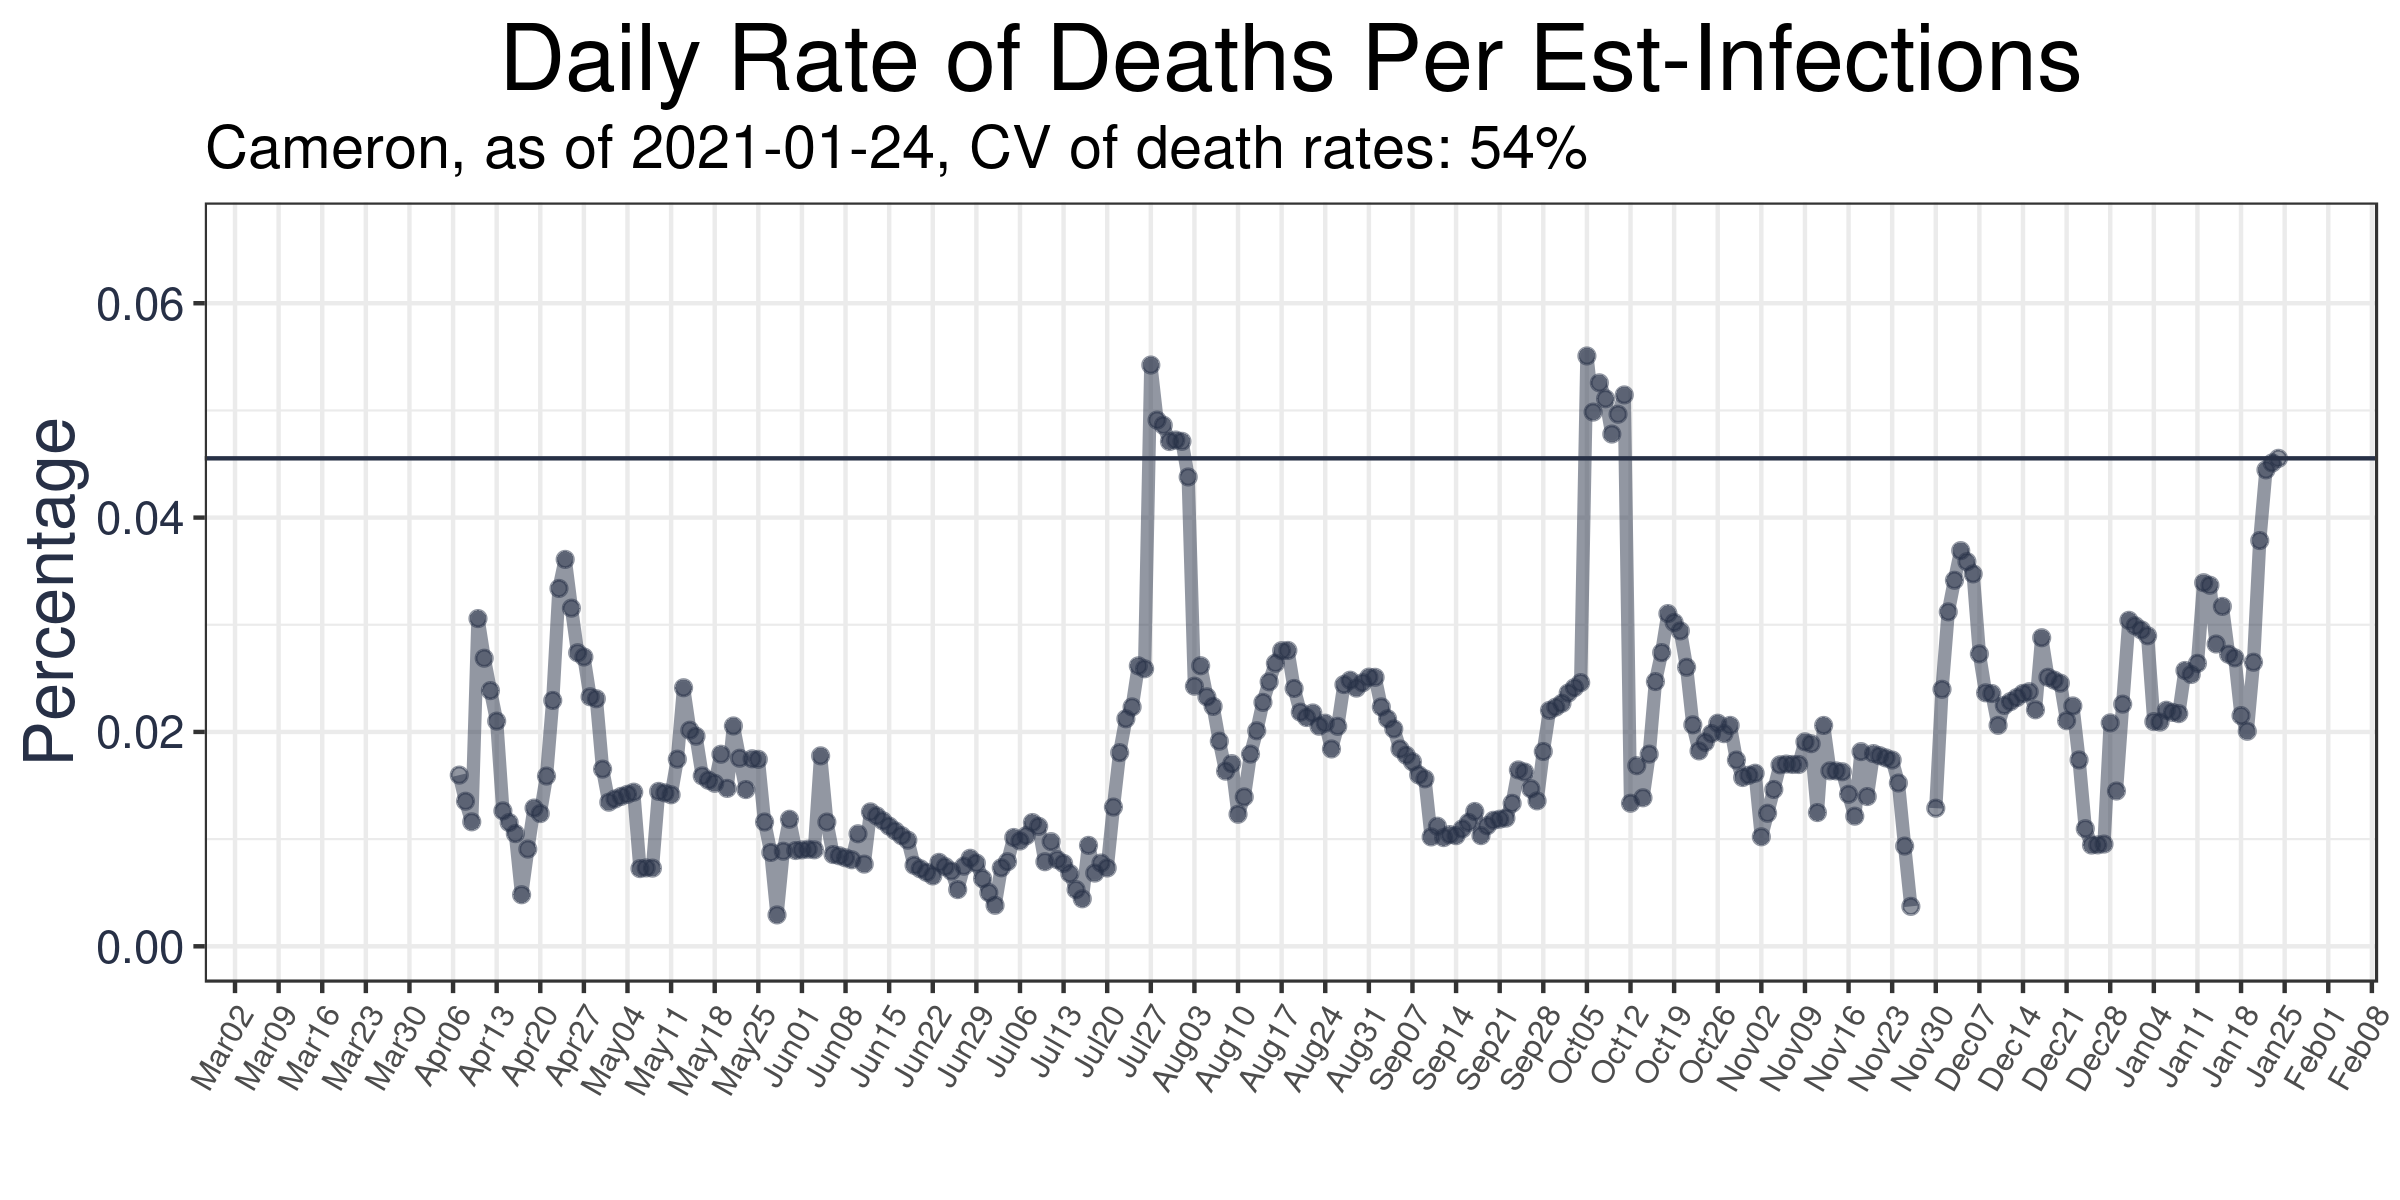 Daily Rate of Deaths Per Est-Infections
Cameron, as of 2021-01-24, CV of death rates: 54%
Percentage
0.06
0.04
0.02
0.00
Mar02 Mar09 Mar16 Mar23 Mar30 Apr06 Apr13 Apr20 Apr27 May04 May11 May18 May25 Jun01 Jun08 Jun15 Jun22 Jun29 Jul06 Jul13 Jul20 Jul27 Aug03 Aug10 Aug17 Aug24 Aug31 Sep07 Sep14 Sep21 Sep28 Oct05 Oct12 Oct19 Oct26 Nov02 Nov09 Nov16 Nov23 Nov30 Dec07 Dec14 Dec21 Dec28 Jan04 Jan11 Jan18 Jan25 Feb01 Feb08